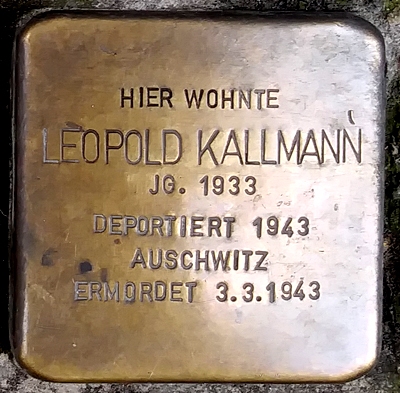 HIER WOHNTE
LEOPOLD KALLMANN
JG. 1933
DEPORTIERT 1943
AUSCHWITZ
ERMORDET 3.3.1943